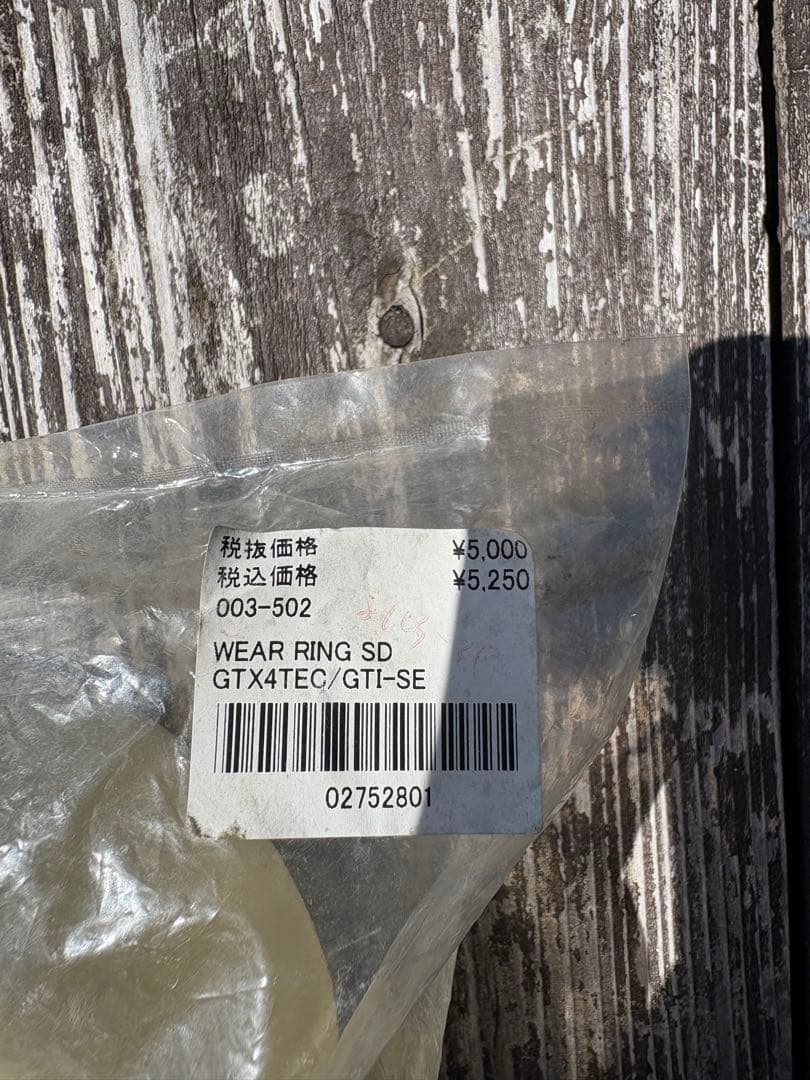 税抜価格 ¥5,000
税込価格 ¥5,250
003-502
WEAR RING SD
GTX4TEC/GTI-SE
02752801